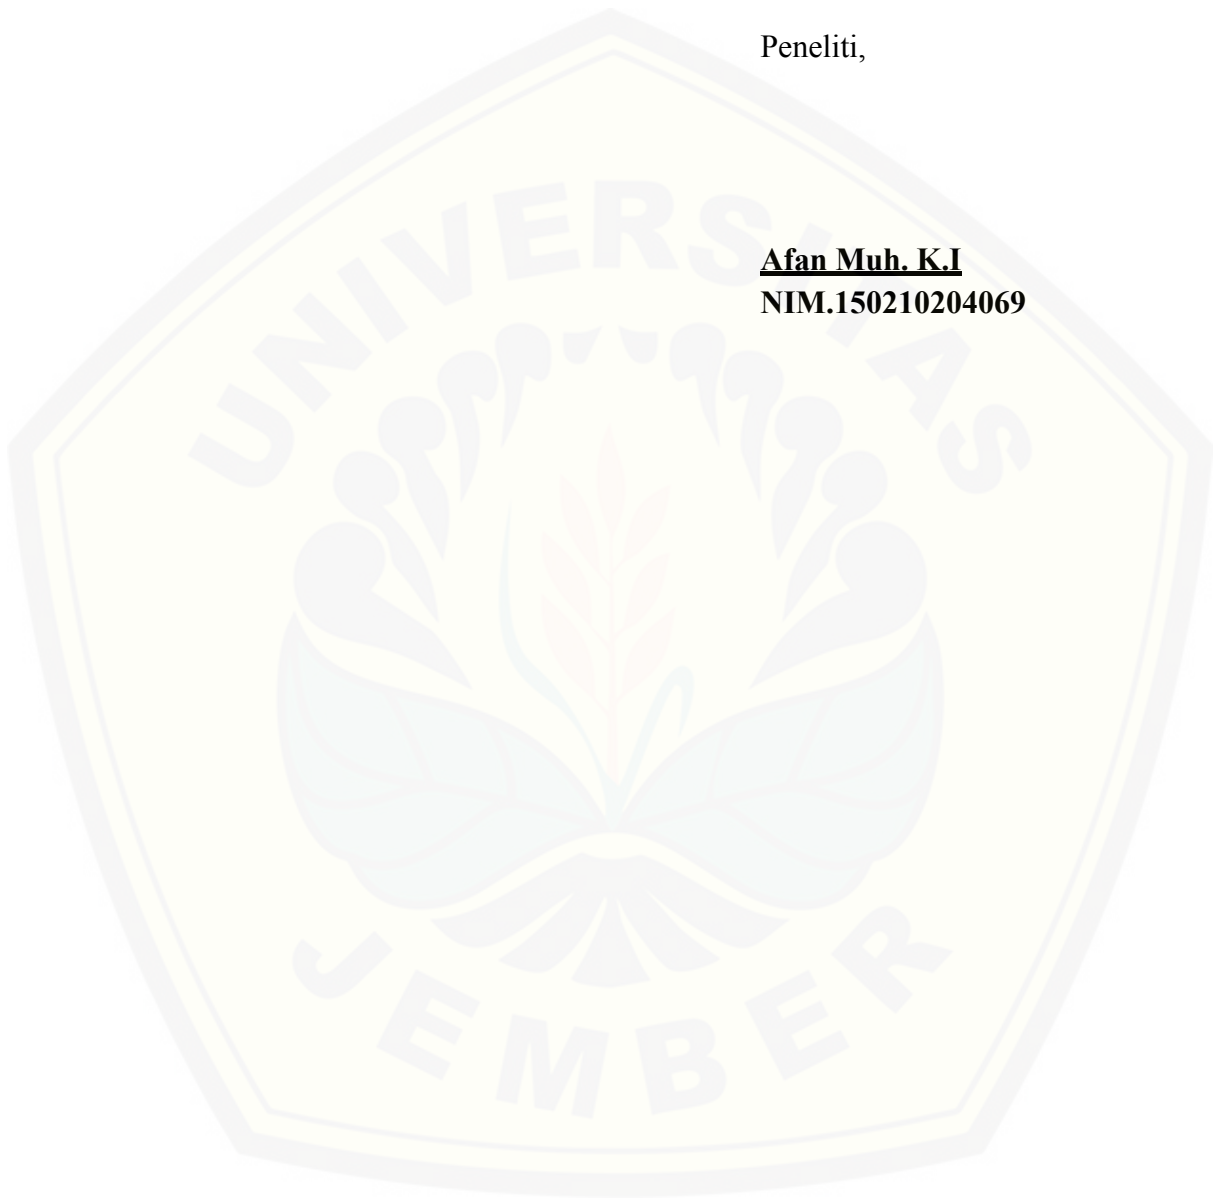 Peneliti,
Afan Muh. K.I
NIM.150210204069
UNIVERSITAS
JEMBER